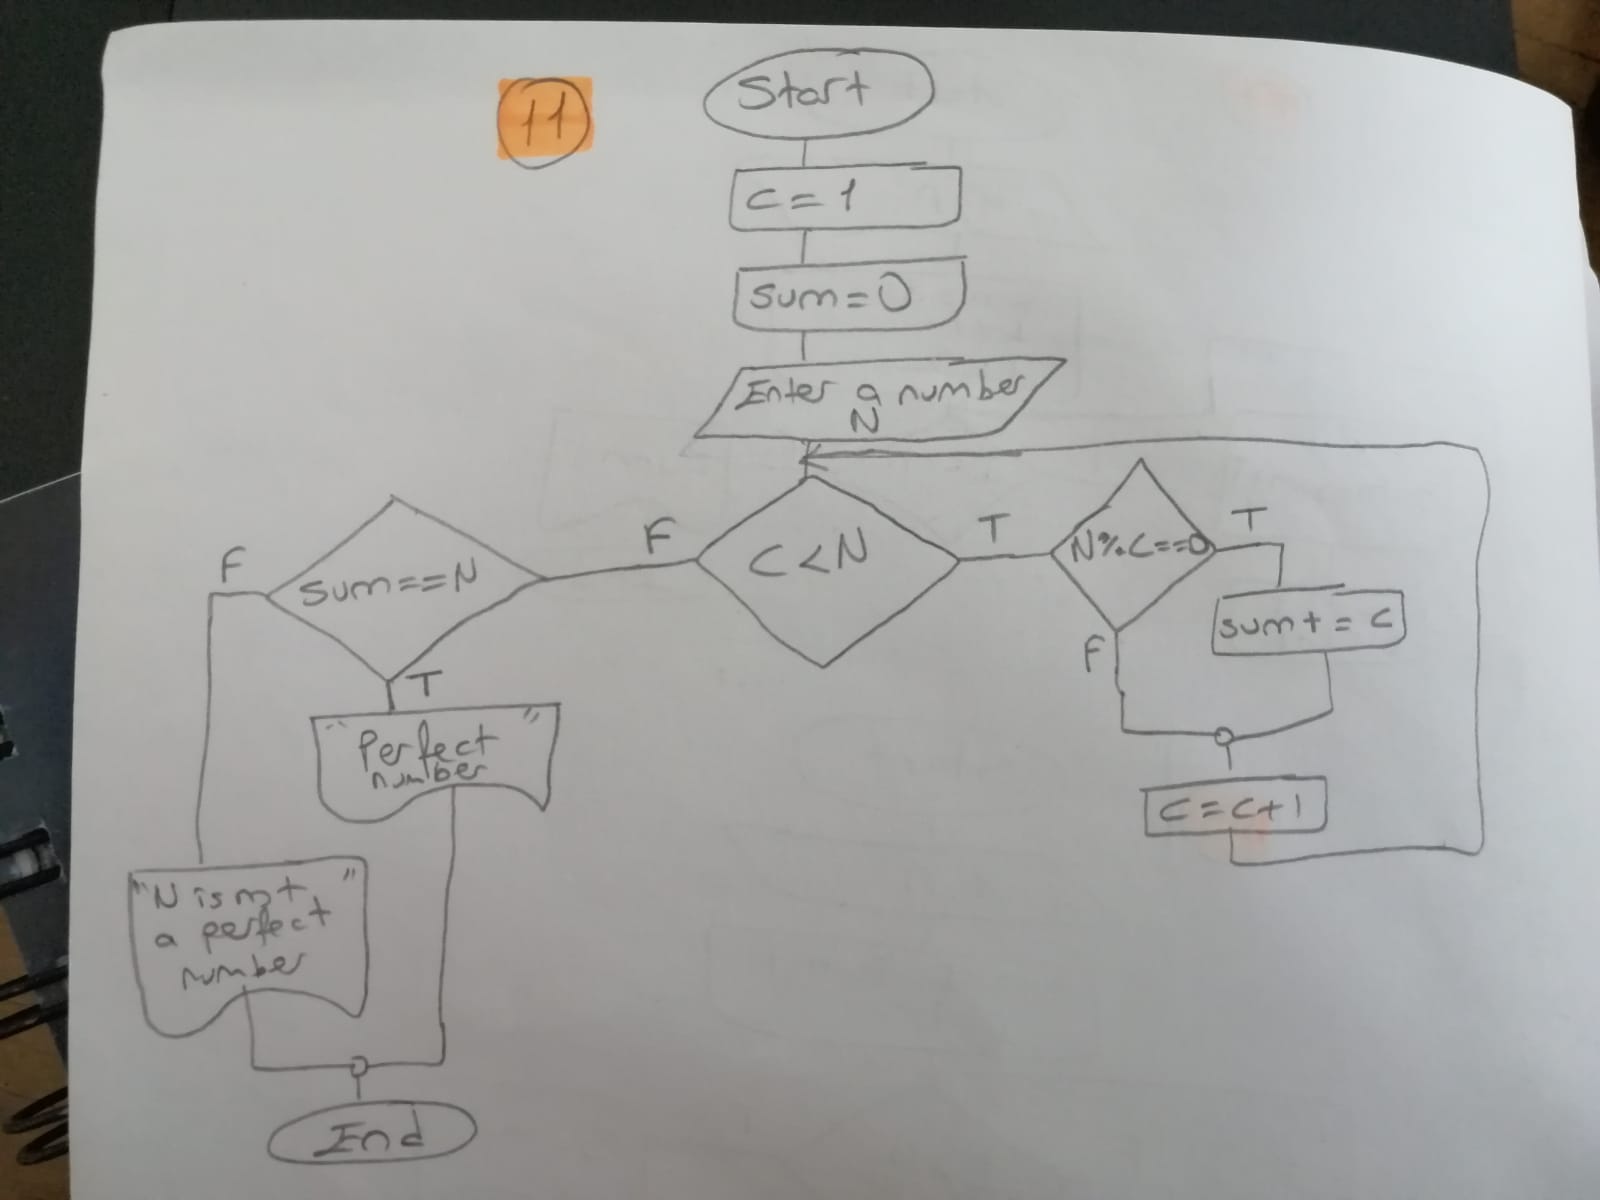 11
Start
C = 1
sum = 0
Enter a number
N
C < N
T
N%C==0
T
sum+ = C
F
C = C+1
F
sum==N
T
"Perfect"
number
F
"N is not"
a perfect
number
End